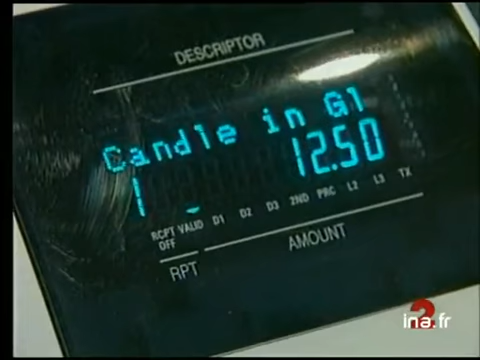 DESCRIPTOR
Candle in Gl
1 12.50
RCPT VALID D1 D2 D3 2ND PRC L2 L3 TX
OFF
RPT AMOUNT
2
ina.fr